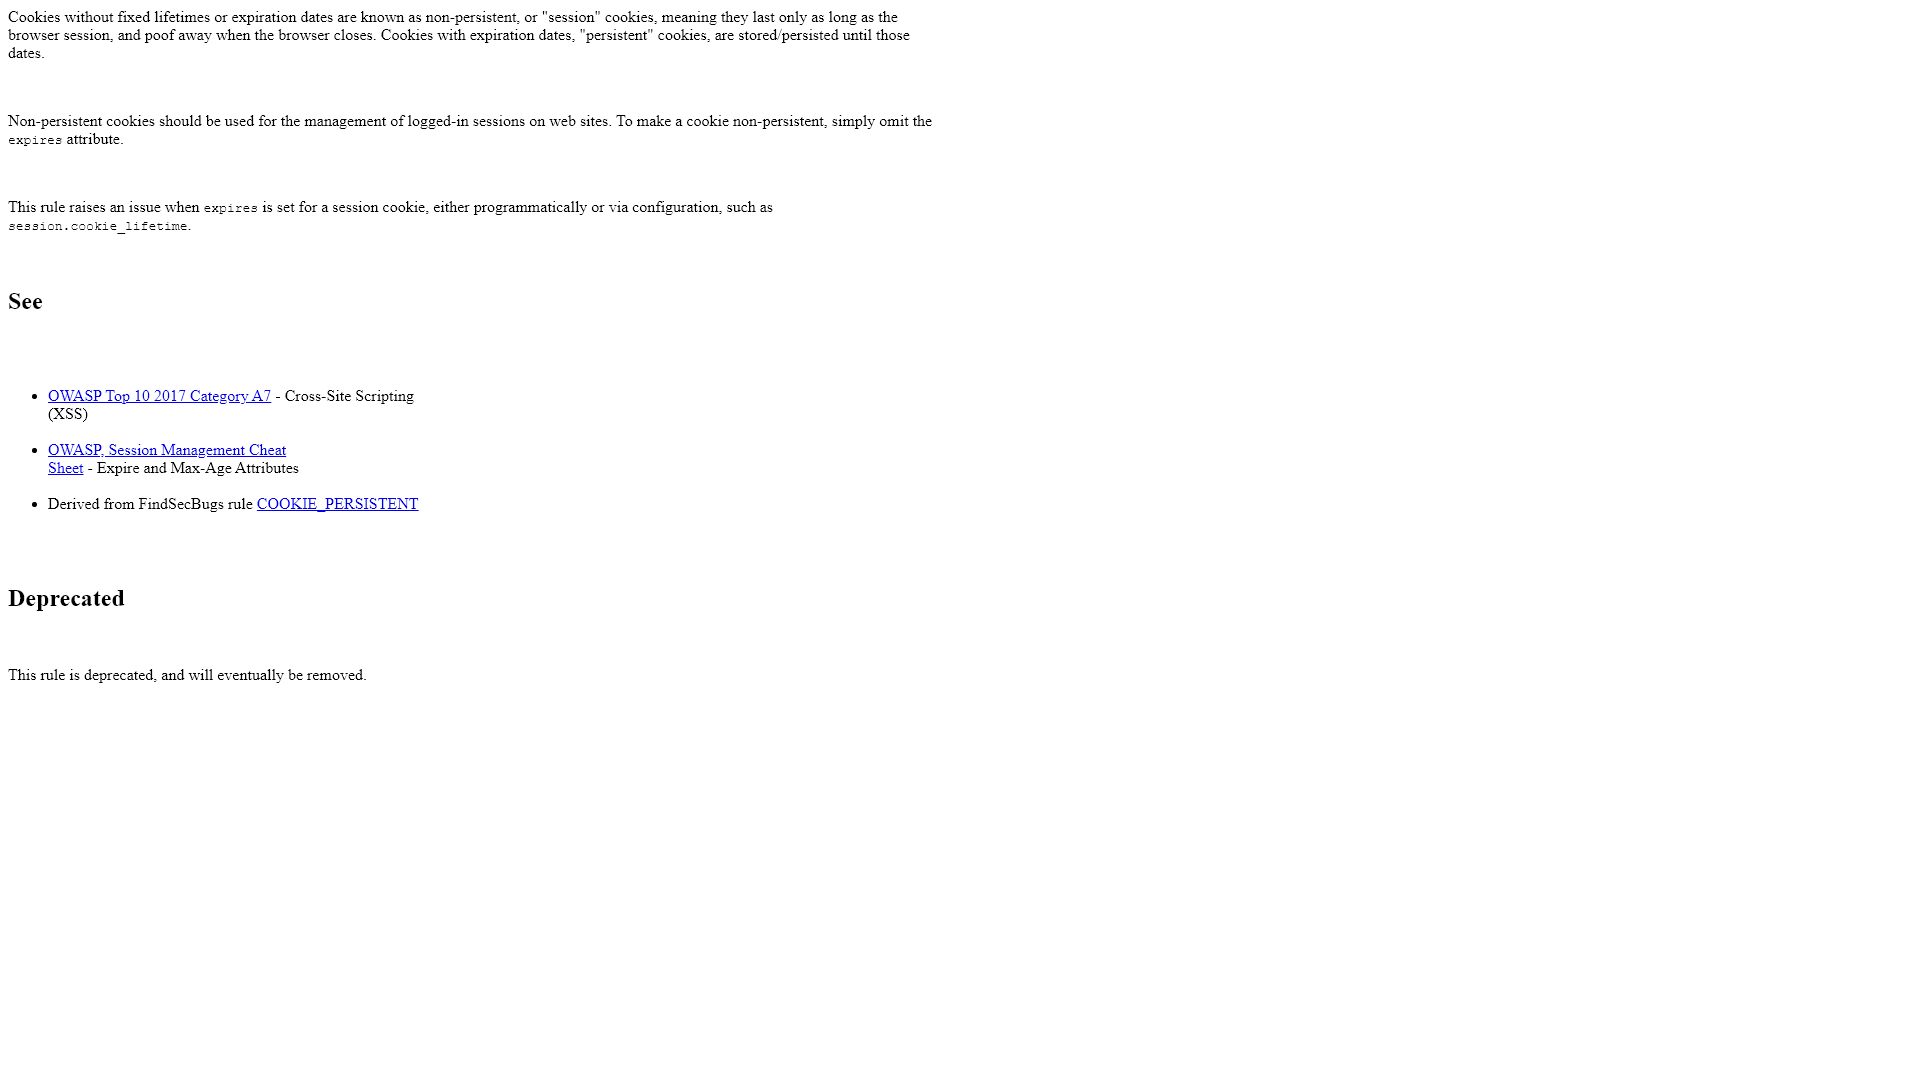 Cookies without fixed lifetimes or expiration dates are known as non-persistent, or "session" cookies, meaning they last only as long as the
browser session, and poof away when the browser closes. Cookies with expiration dates, "persistent" cookies, are stored/persisted until those
dates.
Non-persistent cookies should be used for the management of logged-in sessions on web sites. To make a cookie non-persistent, simply omit the
expires attribute.
This rule raises an issue when expires is set for a session cookie, either programmatically or via configuration, such as
session.cookie_lifetime.
See
• OWASP Top 10 2017 Category A7 - Cross-Site Scripting
(XSS)
• OWASP, Session Management Cheat
Sheet - Expire and Max-Age Attributes
• Derived from FindSecBugs rule COOKIE_PERSISTENT
Deprecated
This rule is deprecated, and will eventually be removed.